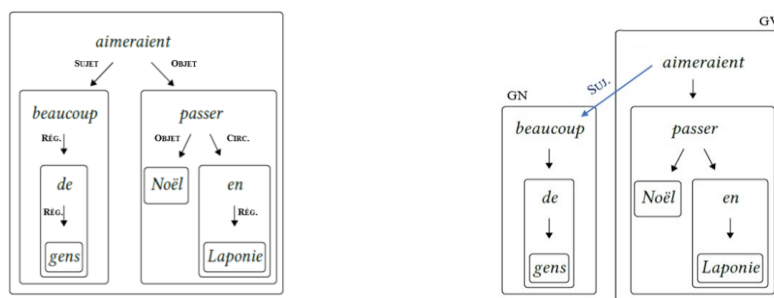 aimeraient
SUJET OBJET
beaucoup passer
RÉG. OBJET CIRC.
de Noël en
RÉG. RÉG.
gens Laponie
GV
aimeraient
SUJ.
GN
beaucoup passer
de Noël en
gens Laponie